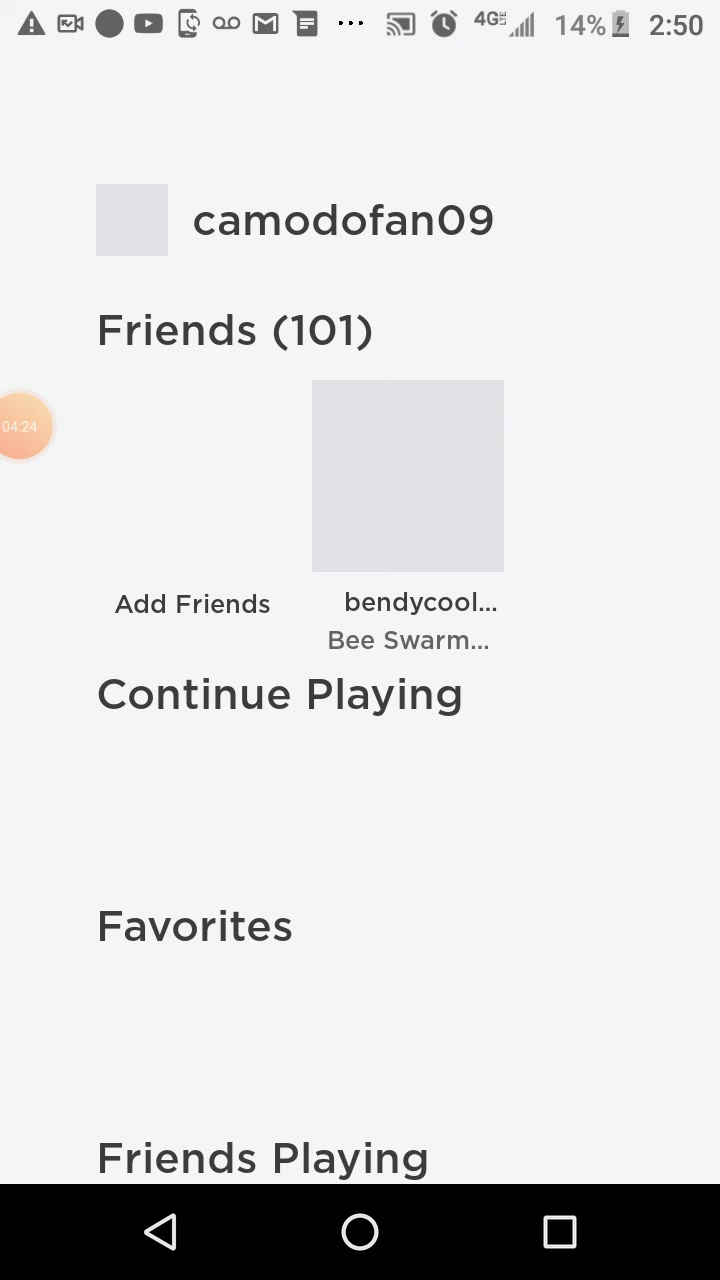 4G LTE 14% 2:50
camodofan09
Friends (101)
04:24
Add Friends
bendycool...
Bee Swarm...
Continue Playing
Favorites
Friends Playing